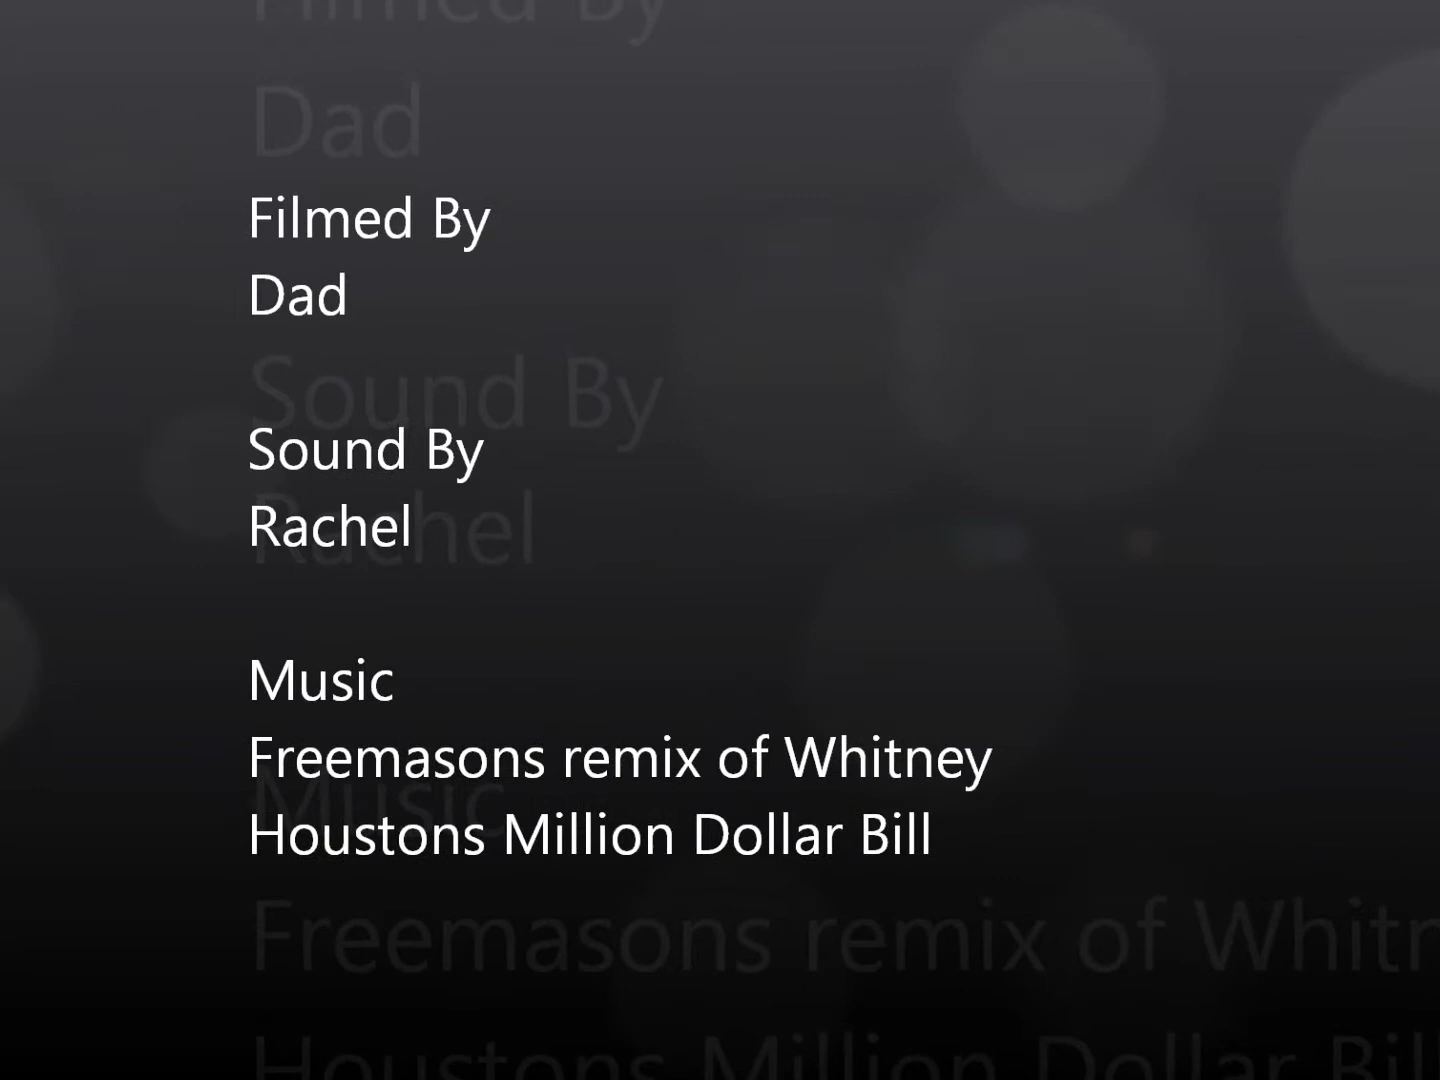 Filmed By
Dad
Sound By
Rachel
Music
Freemasons remix of Whitney
Houstons Million Dollar Bill